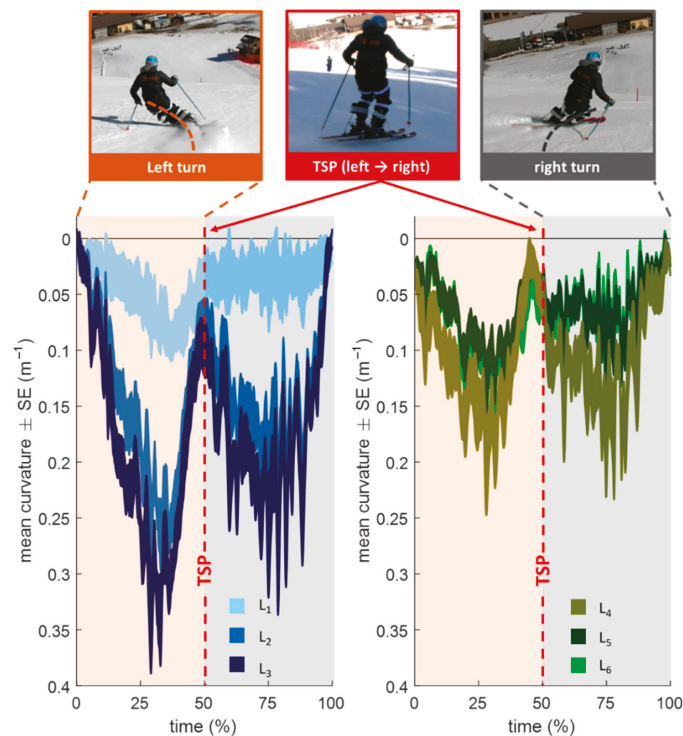 Left turn
TSP (left → right)
right turn
mean curvature ± SE (m⁻¹)
0
0.05
0.1
0.15
0.2
0.25
0.3
0.35
0.4
TSP
L₁
L₂
L₃
0 25 50 75 100
time (%)
mean curvature ± SE (m⁻¹)
0
0.05
0.1
0.15
0.2
0.25
0.3
0.35
0.4
TSP
L₄
L₅
L₆
0 25 50 75 100
time (%)